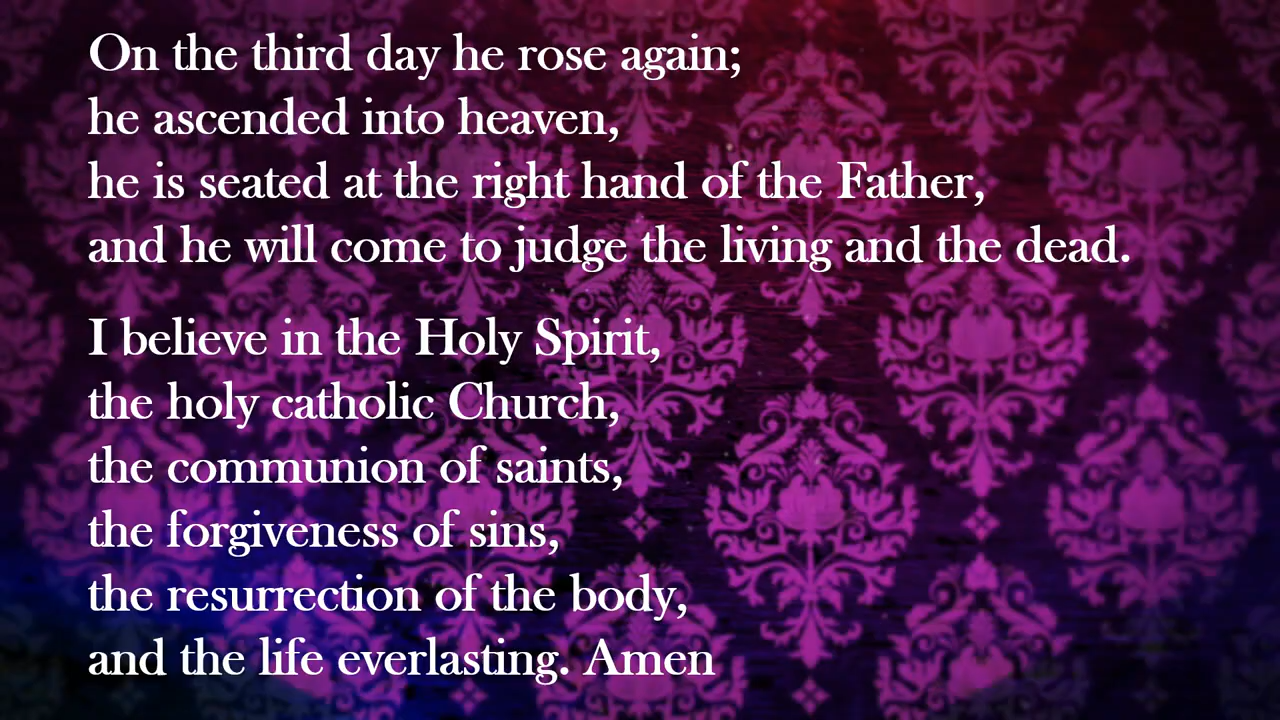 On the third day he rose again;
he ascended into heaven,
he is seated at the right hand of the Father,
and he will come to judge the living and the dead.
I believe in the Holy Spirit,
the holy catholic Church,
the communion of saints,
the forgiveness of sins,
the resurrection of the body,
and the life everlasting. Amen